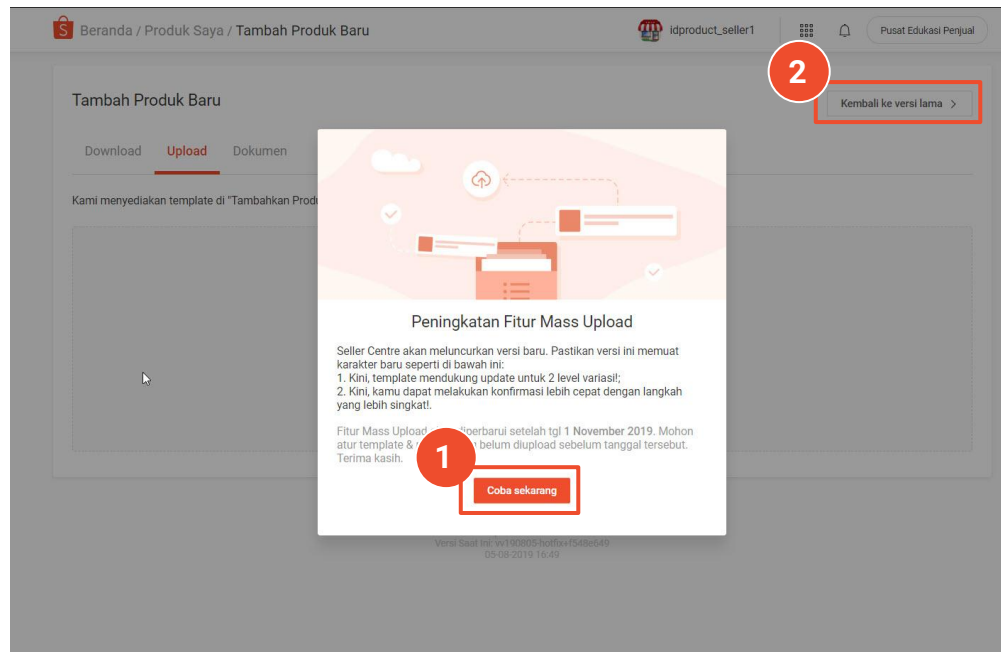 Beranda / Produk Saya / Tambah Produk Baru
idproduct_seller1
Pusat Edukasi Penjual
2
Tambah Produk Baru
Kembali ke versi lama >
Download Upload Dokumen
Kami menyediakan template di "Tambahkan Produ
Peningkatan Fitur Mass Upload
Seller Centre akan meluncurkan versi baru. Pastikan versi ini memuat
karakter baru seperti di bawah ini:
1. Kini, template mendukung update untuk 2 level variasi!;
2. Kini, kamu dapat melakukan konfirmasi lebih cepat dengan langkah
yang lebih singkat!.
Fitur Mass Upload diperbarui setelah tgl 1 November 2019. Mohon
atur template & belum diupload sebelum tanggal tersebut.
Terima kasih.
1
Coba sekarang
Versi Saat Ini: vv190805-hotfix+f548e649
05-08-2019 16:49